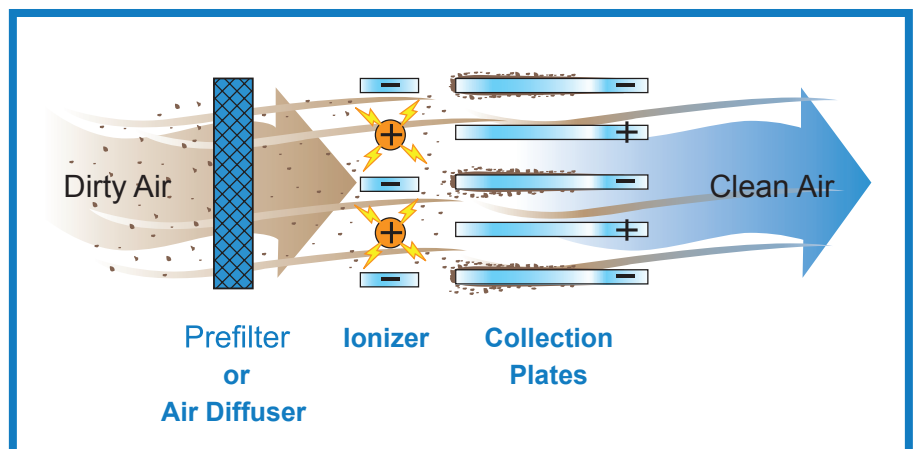 Dirty Air
Clean Air
−
+
−
+
−
−
+
−
+
−
Prefilter
or
Air Diffuser
Ionizer
Collection
Plates